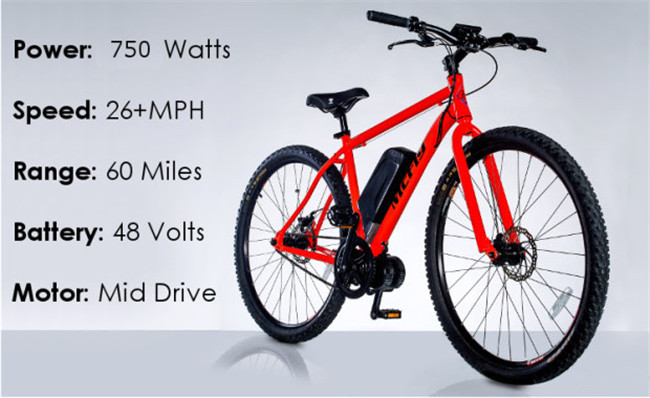 Power: 750 Watts
Speed: 26+MPH
Range: 60 Miles
Battery: 48 Volts
Motor: Mid Drive